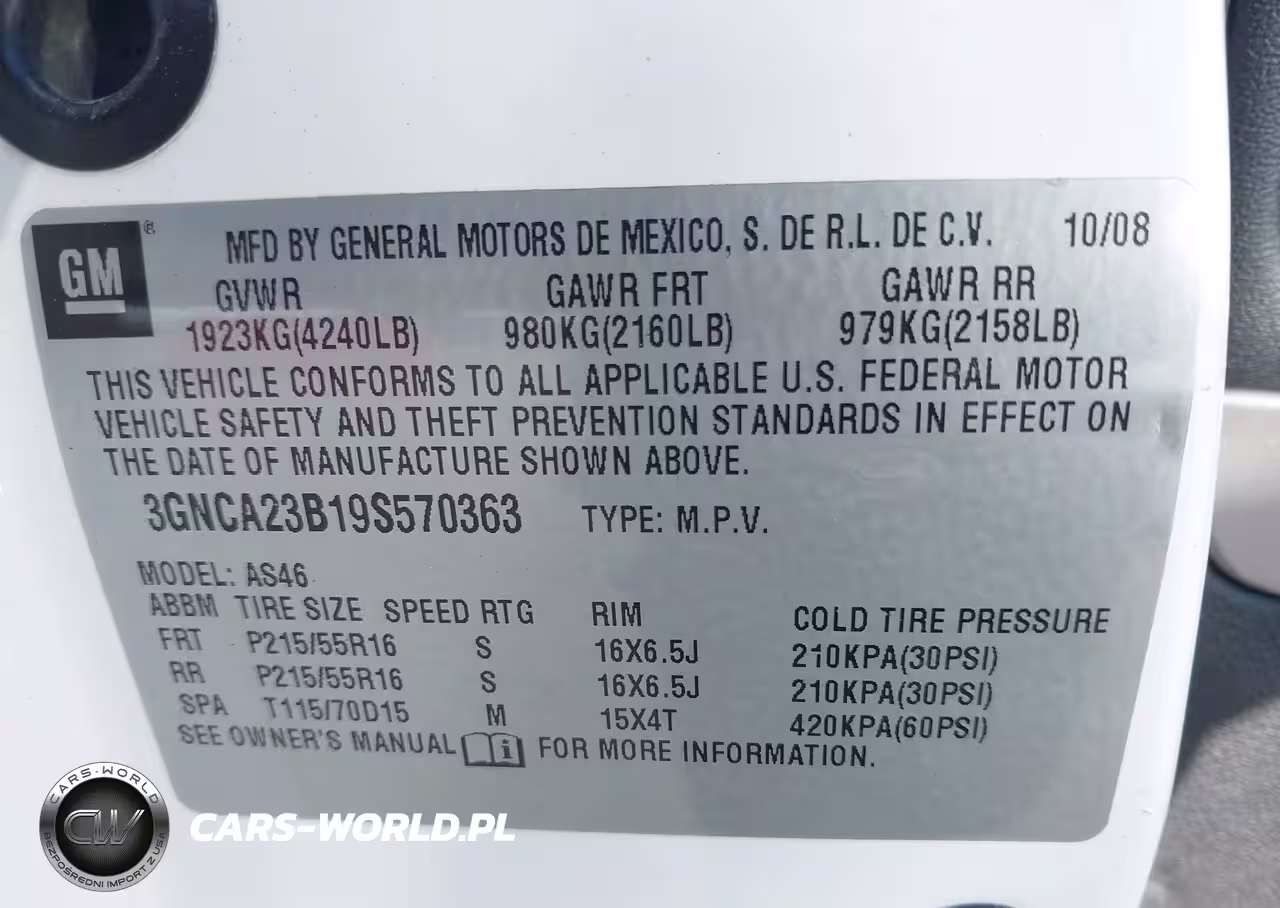 GM ®
MFD BY GENERAL MOTORS DE MEXICO, S. DE R.L. DE C.V. 10/08
GVWR GAWR FRT GAWR RR
1923KG(4240LB) 980KG(2160LB) 979KG(2158LB)
THIS VEHICLE CONFORMS TO ALL APPLICABLE U.S. FEDERAL MOTOR
VEHICLE SAFETY AND THEFT PREVENTION STANDARDS IN EFFECT ON
THE DATE OF MANUFACTURE SHOWN ABOVE.
3GNCA23B19S570363 TYPE: M.P.V.
MODEL: AS46
ABBM TIRE SIZE SPEED RTG RIM COLD TIRE PRESSURE
FRT P215/55R16 S 16X6.5J 210KPA(30PSI)
RR P215/55R16 S 16X6.5J 210KPA(30PSI)
SPA T115/70D15 M 15X4T 420KPA(60PSI)
SEE OWNER'S MANUAL i FOR MORE INFORMATION.
CARS-WORLD
CW
BEZPOŚREDNI IMPORT Z USA
CARS-WORLD.PL